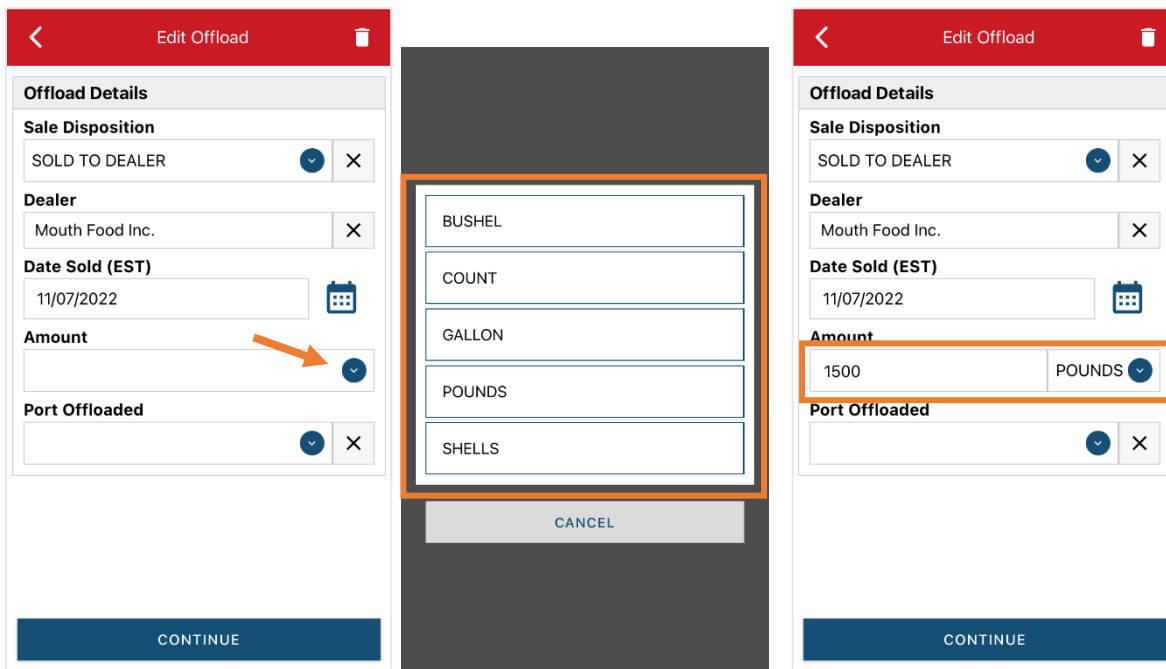 Edit Offload
Offload Details
Sale Disposition
SOLD TO DEALER
Dealer
Mouth Food Inc.
Date Sold (EST)
11/07/2022
Amount
Port Offloaded
CONTINUE
BUSHEL
COUNT
GALLON
POUNDS
SHELLS
CANCEL
Edit Offload
Offload Details
Sale Disposition
SOLD TO DEALER
Dealer
Mouth Food Inc.
Date Sold (EST)
11/07/2022
Amount
1500 POUNDS
Port Offloaded
CONTINUE